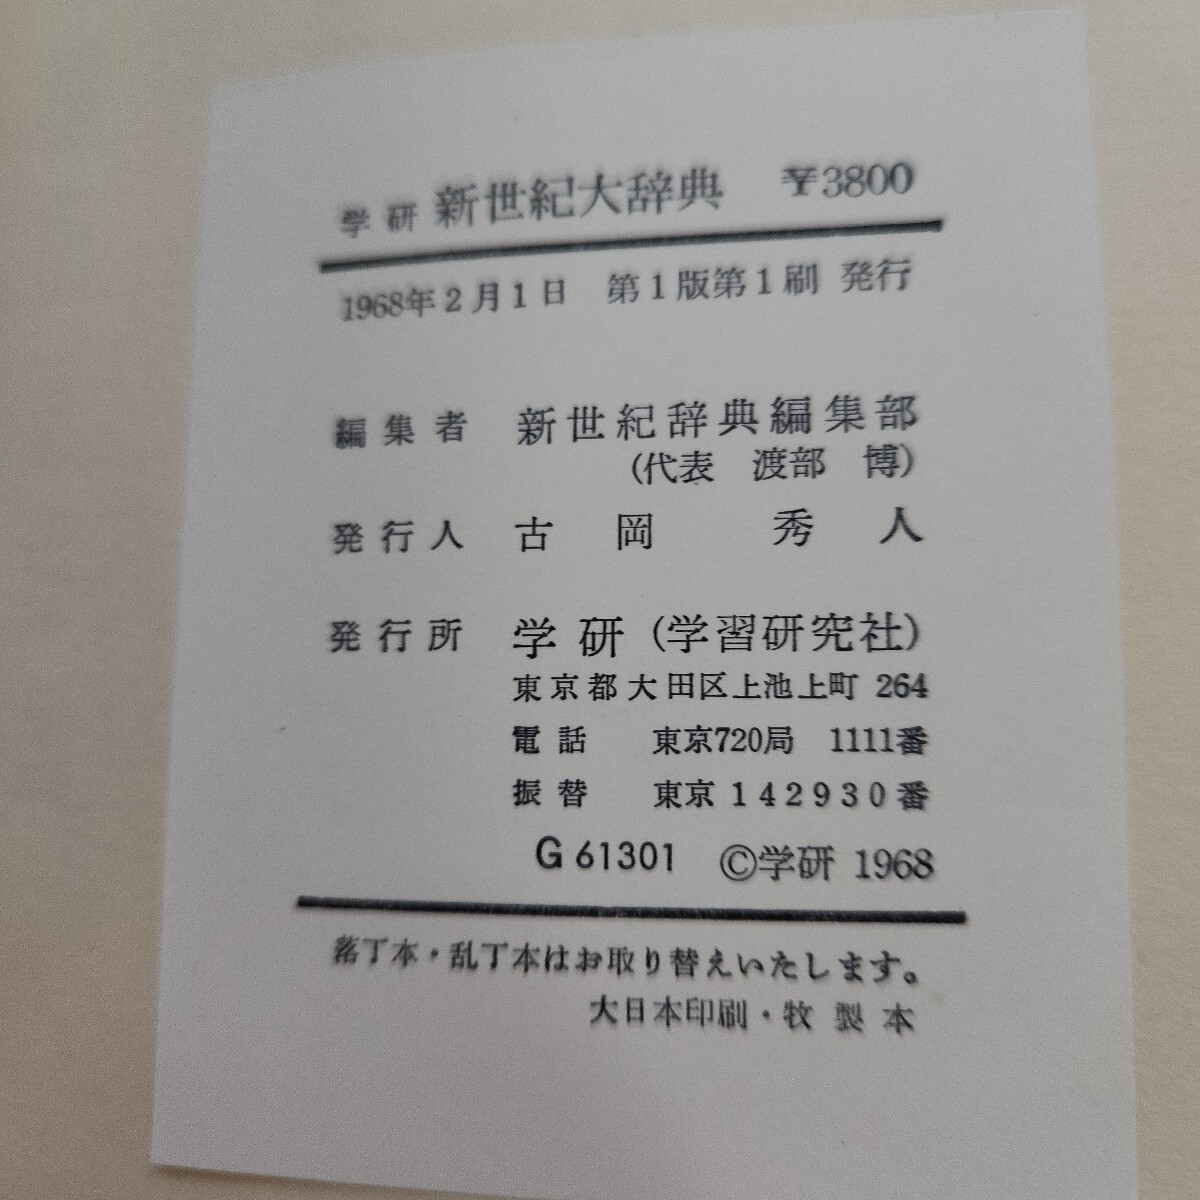 学研 新世紀大辞典 ¥3800
1968年2月1日 第1版第1刷 発行
編集者 新世紀辞典編集部
(代表 渡部 博)
発行人 古岡 秀人
発行所 学研(学習研究社)
東京都大田区上池上町 264
電話 東京720局 1111番
振替 東京142930番
G 61301 ©学研 1968
落丁本・乱丁本はお取り替えいたします。
大日本印刷・牧製本